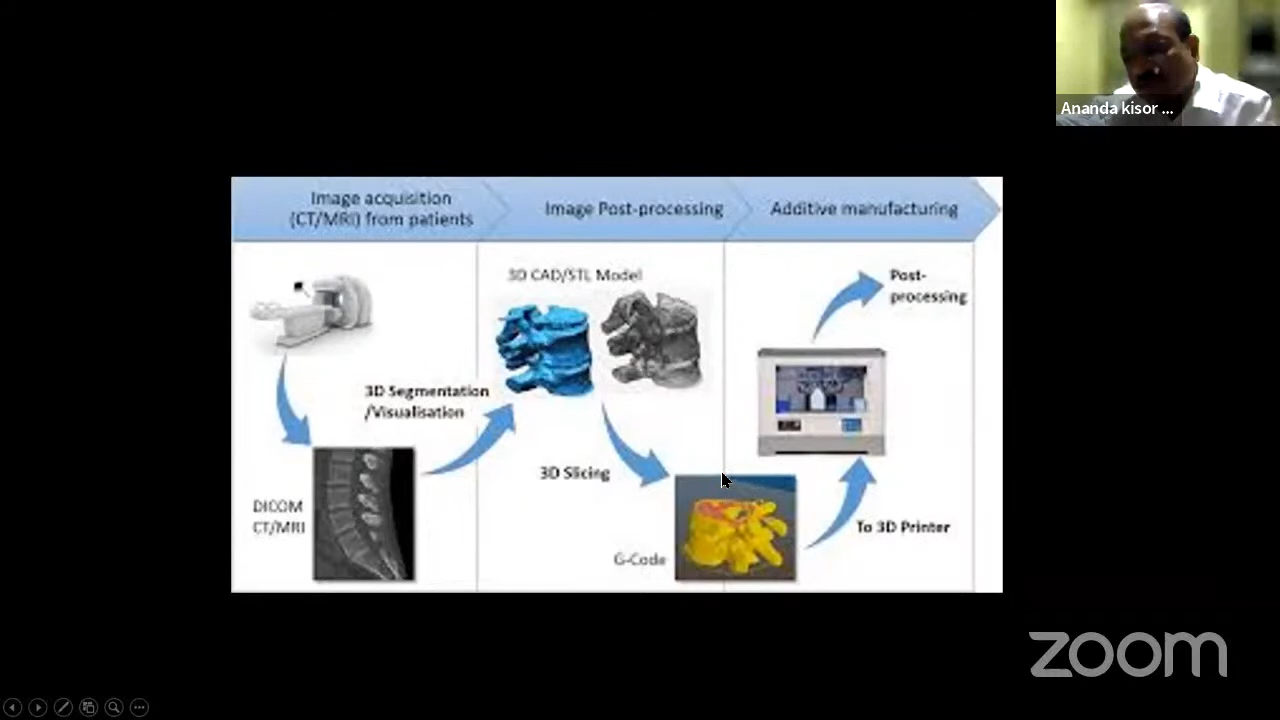 Ananda kisor ...
Image acquisition
(CT/MRI) from patients
Image Post-processing
Additive manufacturing
3D CAD/STL Model
Post-
processing
3D Segmentation
/Visualisation
3D Slicing
DICOM
CT/MRI
To 3D Printer
G-Code
zoom